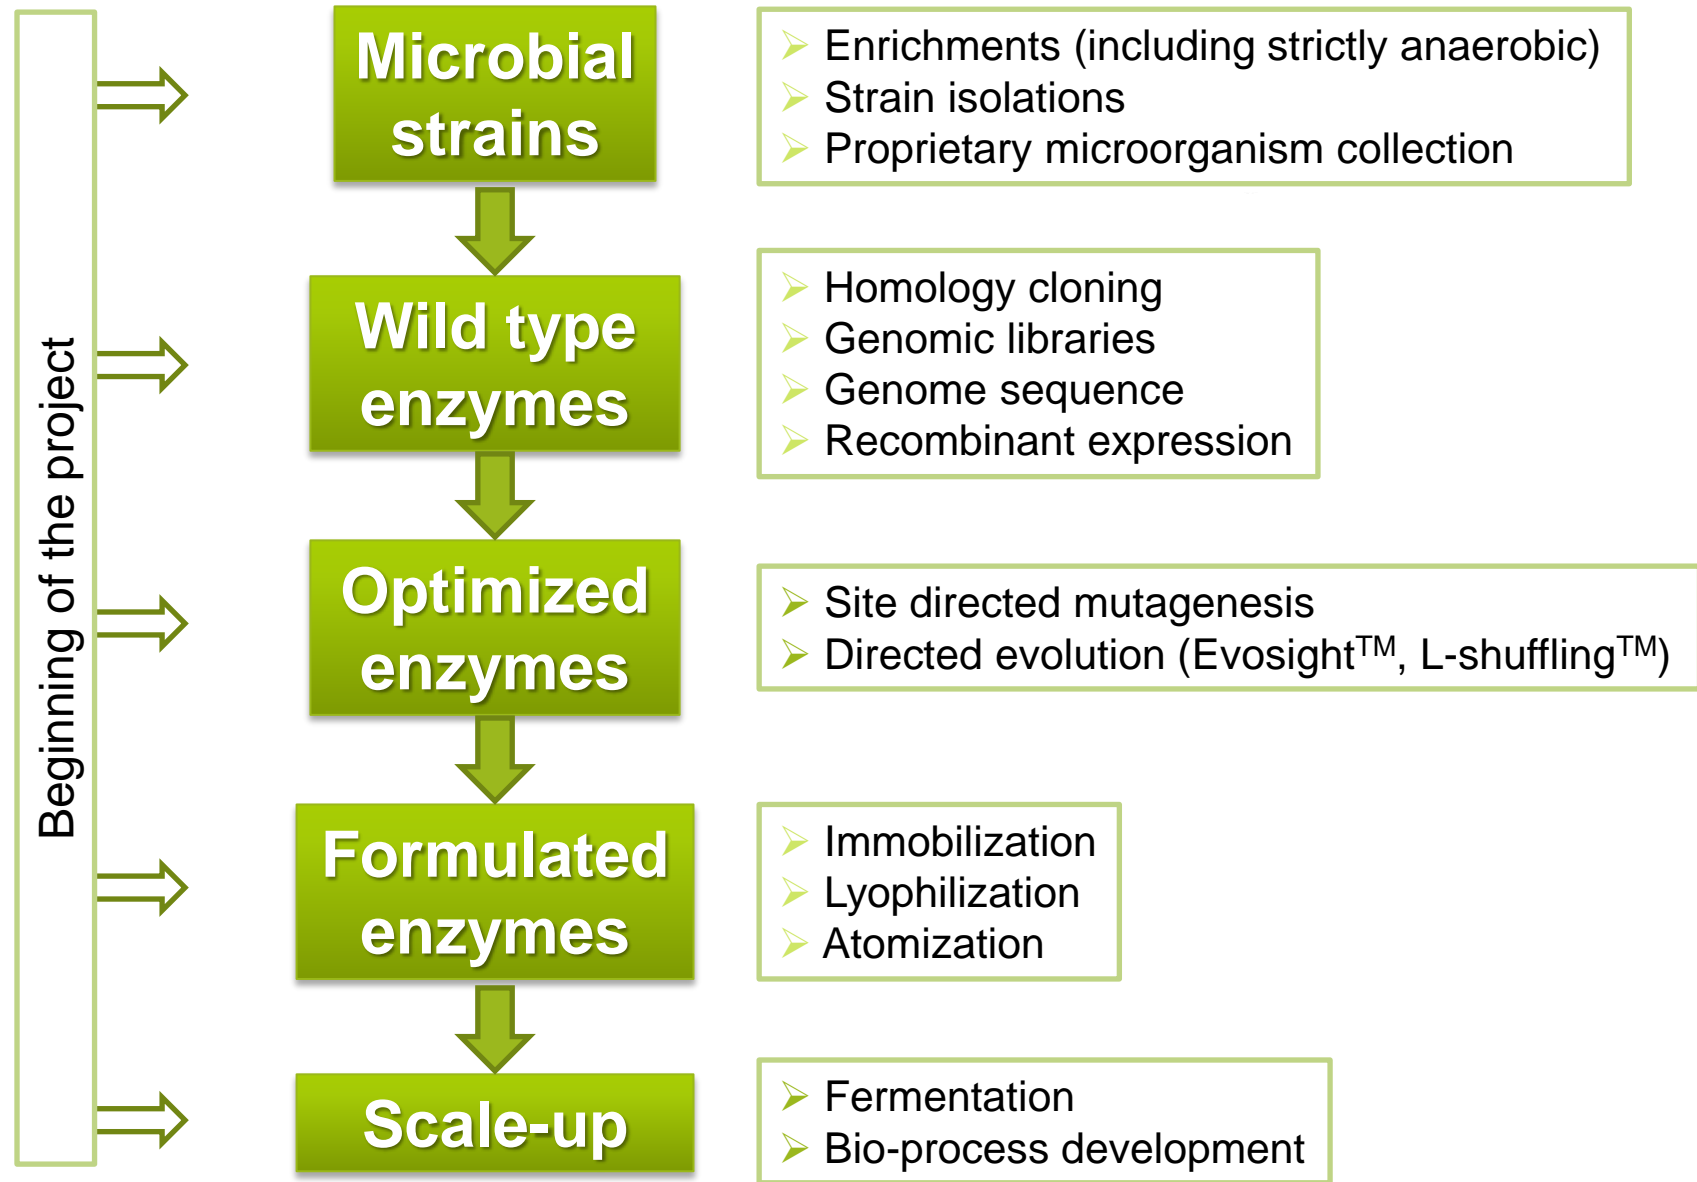 Beginning of the project
Microbial
strains
Enrichments (including strictly anaerobic)
Strain isolations
Proprietary microorganism collection
Wild type
enzymes
Homology cloning
Genomic libraries
Genome sequence
Recombinant expression
Optimized
enzymes
Site directed mutagenesis
Directed evolution (Evosight™, L-shuffling™)
Formulated
enzymes
Immobilization
Lyophilization
Atomization
Scale-up
Fermentation
Bio-process development